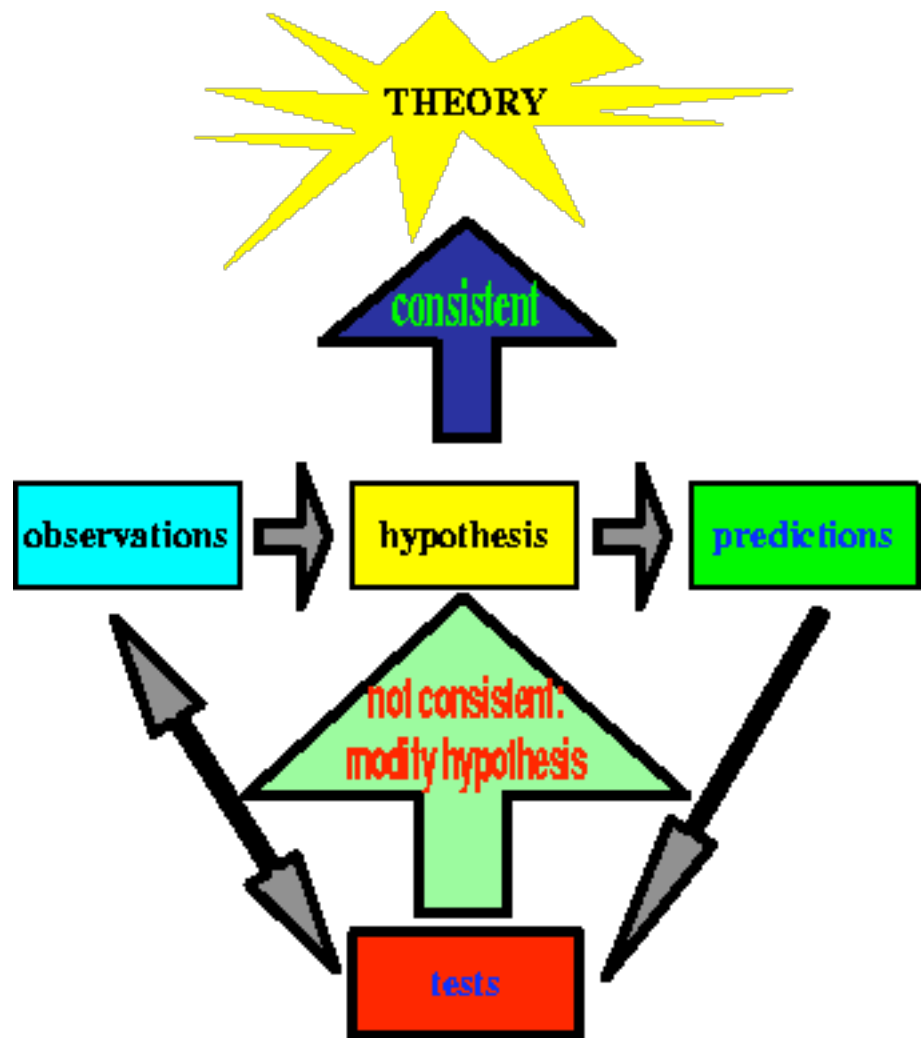 THEORY
consistent
observations
hypothesis
predictions
not consistent:
modify hypothesis
tests